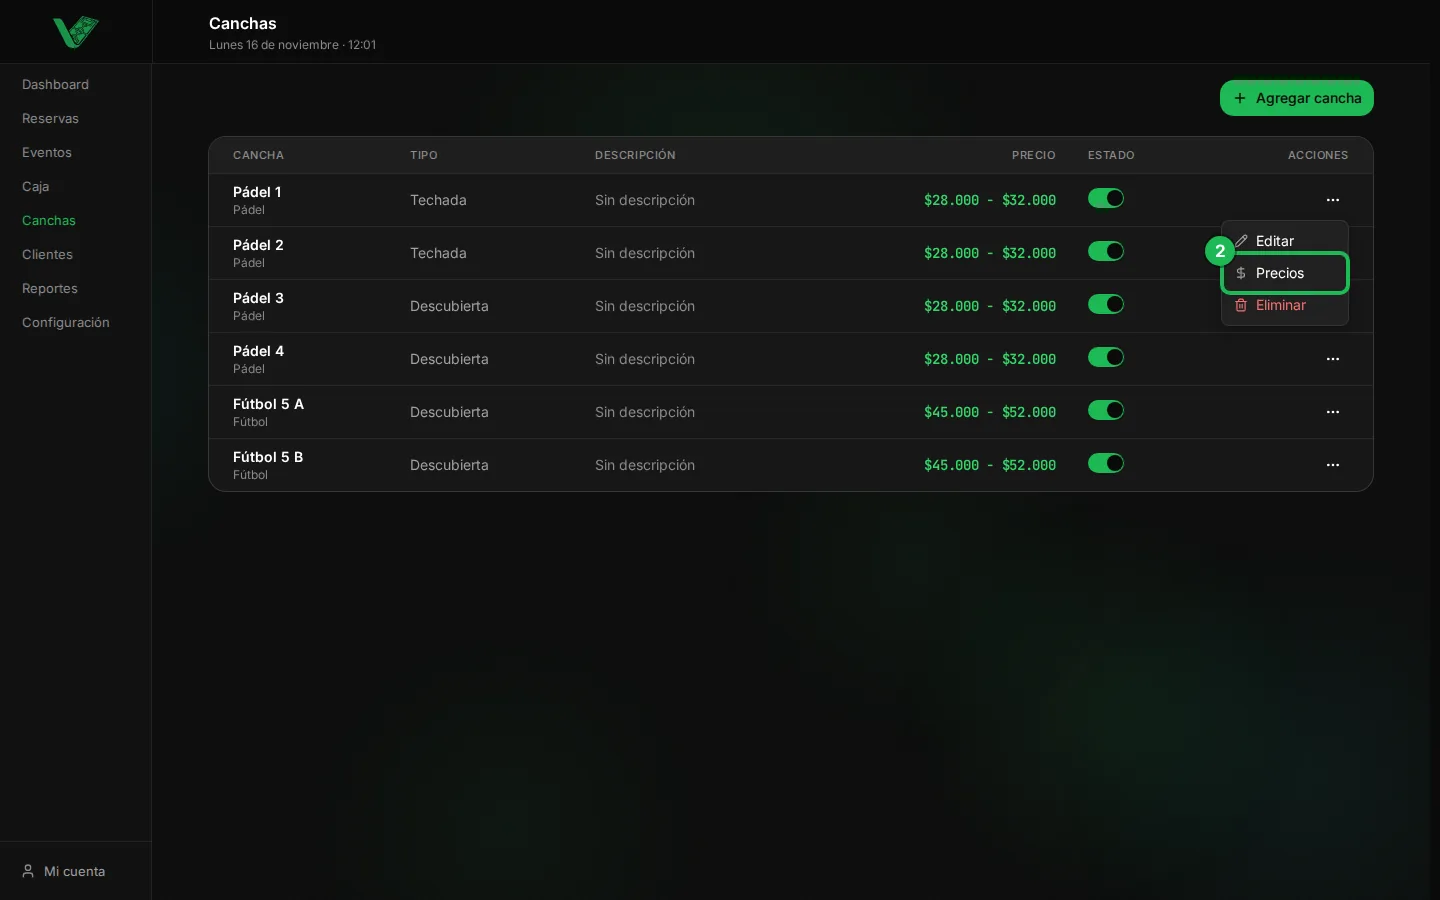 Canchas
Lunes 16 de noviembre · 12:01
Dashboard
Reservas
Eventos
Caja
Canchas
Clientes
Reportes
Configuración
Mi cuenta
+ Agregar cancha
CANCHA TIPO DESCRIPCIÓN PRECIO ESTADO ACCIONES
Pádel 1
Pádel
Techada Sin descripción $28.000 - $32.000
Pádel 2
Pádel
Techada Sin descripción $28.000 - $32.000
Pádel 3
Pádel
Descubierta Sin descripción $28.000 - $32.000
Pádel 4
Pádel
Descubierta Sin descripción $28.000 - $32.000
Fútbol 5 A
Fútbol
Descubierta Sin descripción $45.000 - $52.000
Fútbol 5 B
Fútbol
Descubierta Sin descripción $45.000 - $52.000
Editar
2
$ Precios
Eliminar